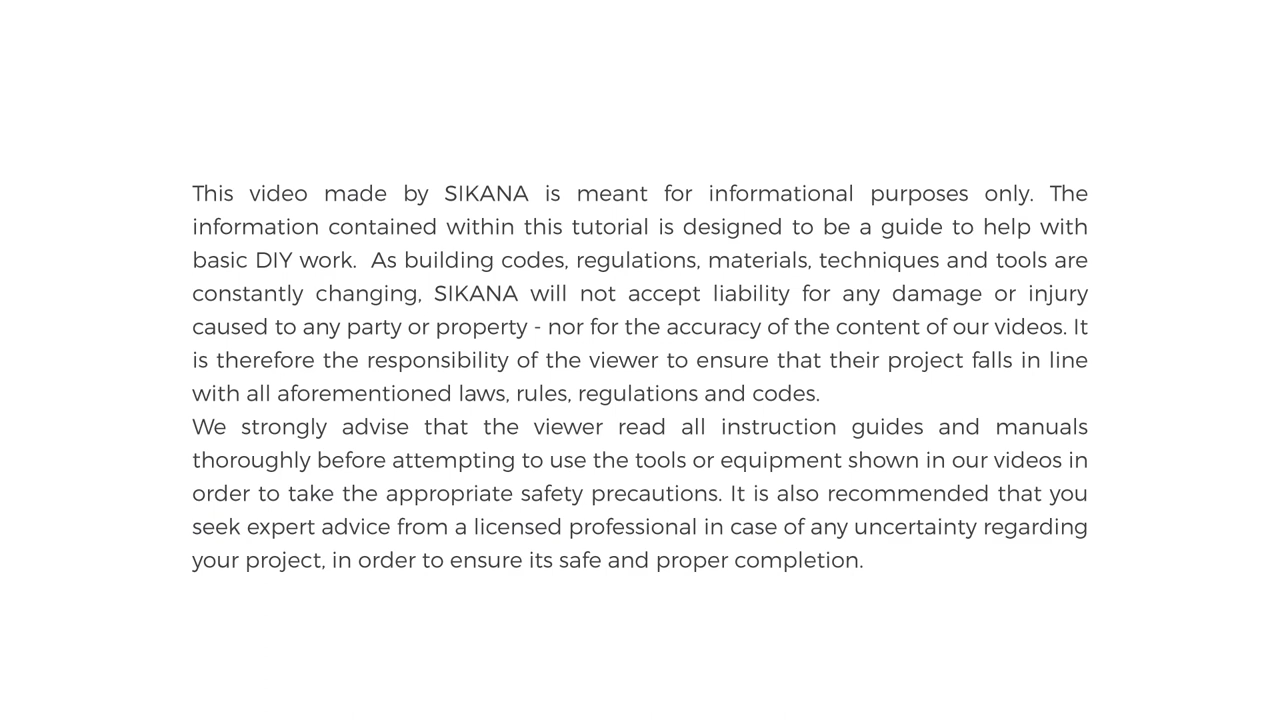 This video made by SIKANA is meant for informational purposes only. The
information contained within this tutorial is designed to be a guide to help with
basic DIY work.  As building codes, regulations, materials, techniques and tools are
constantly changing, SIKANA will not accept liability for any damage or injury
caused to any party or property - nor for the accuracy of the content of our videos. It
is therefore the responsibility of the viewer to ensure that their project falls in line
with all aforementioned laws, rules, regulations and codes.
We strongly advise that the viewer read all instruction guides and manuals
thoroughly before attempting to use the tools or equipment shown in our videos in
order to take the appropriate safety precautions. It is also recommended that you
seek expert advice from a licensed professional in case of any uncertainty regarding
your project, in order to ensure its safe and proper completion.